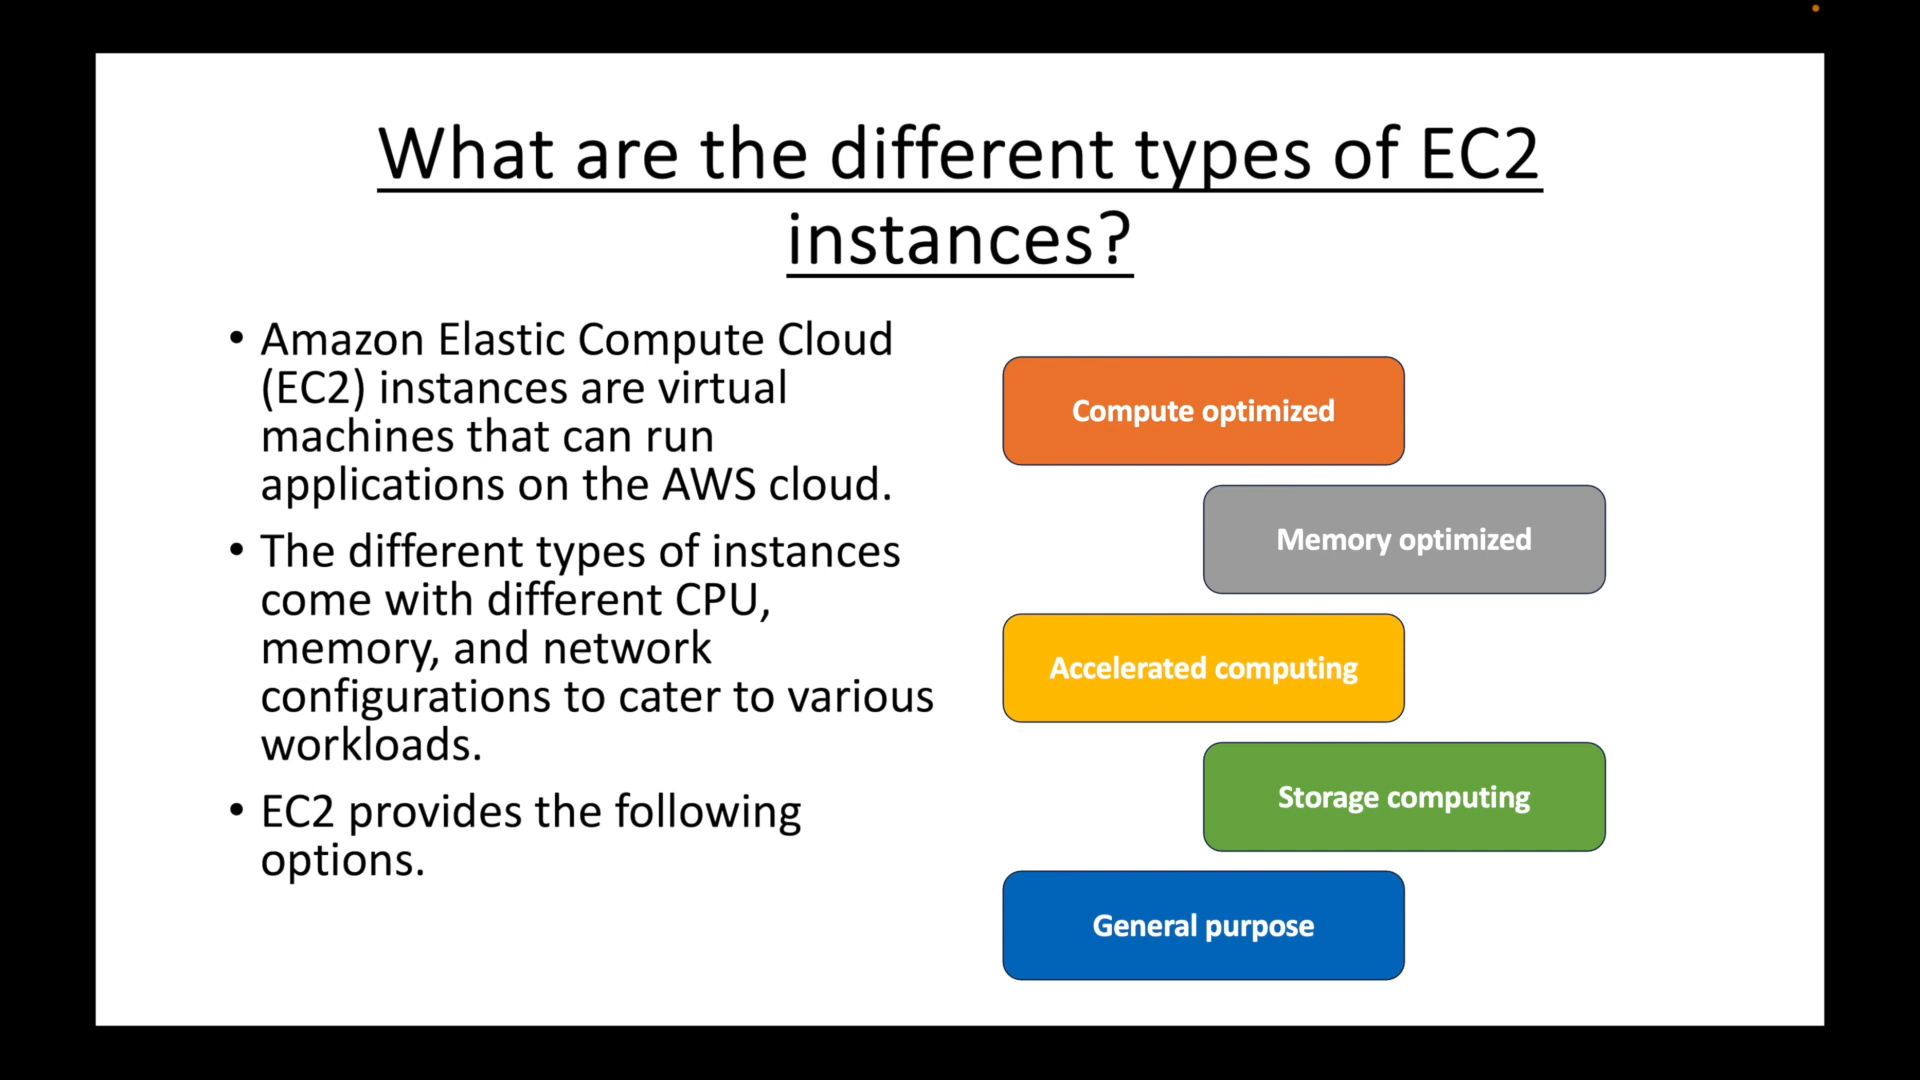 What are the different types of EC2
instances?
• Amazon Elastic Compute Cloud
(EC2) instances are virtual
machines that can run
applications on the AWS cloud.
• The different types of instances
come with different CPU,
memory, and network
configurations to cater to various
workloads.
• EC2 provides the following
options.
Compute optimized
Memory optimized
Accelerated computing
Storage computing
General purpose